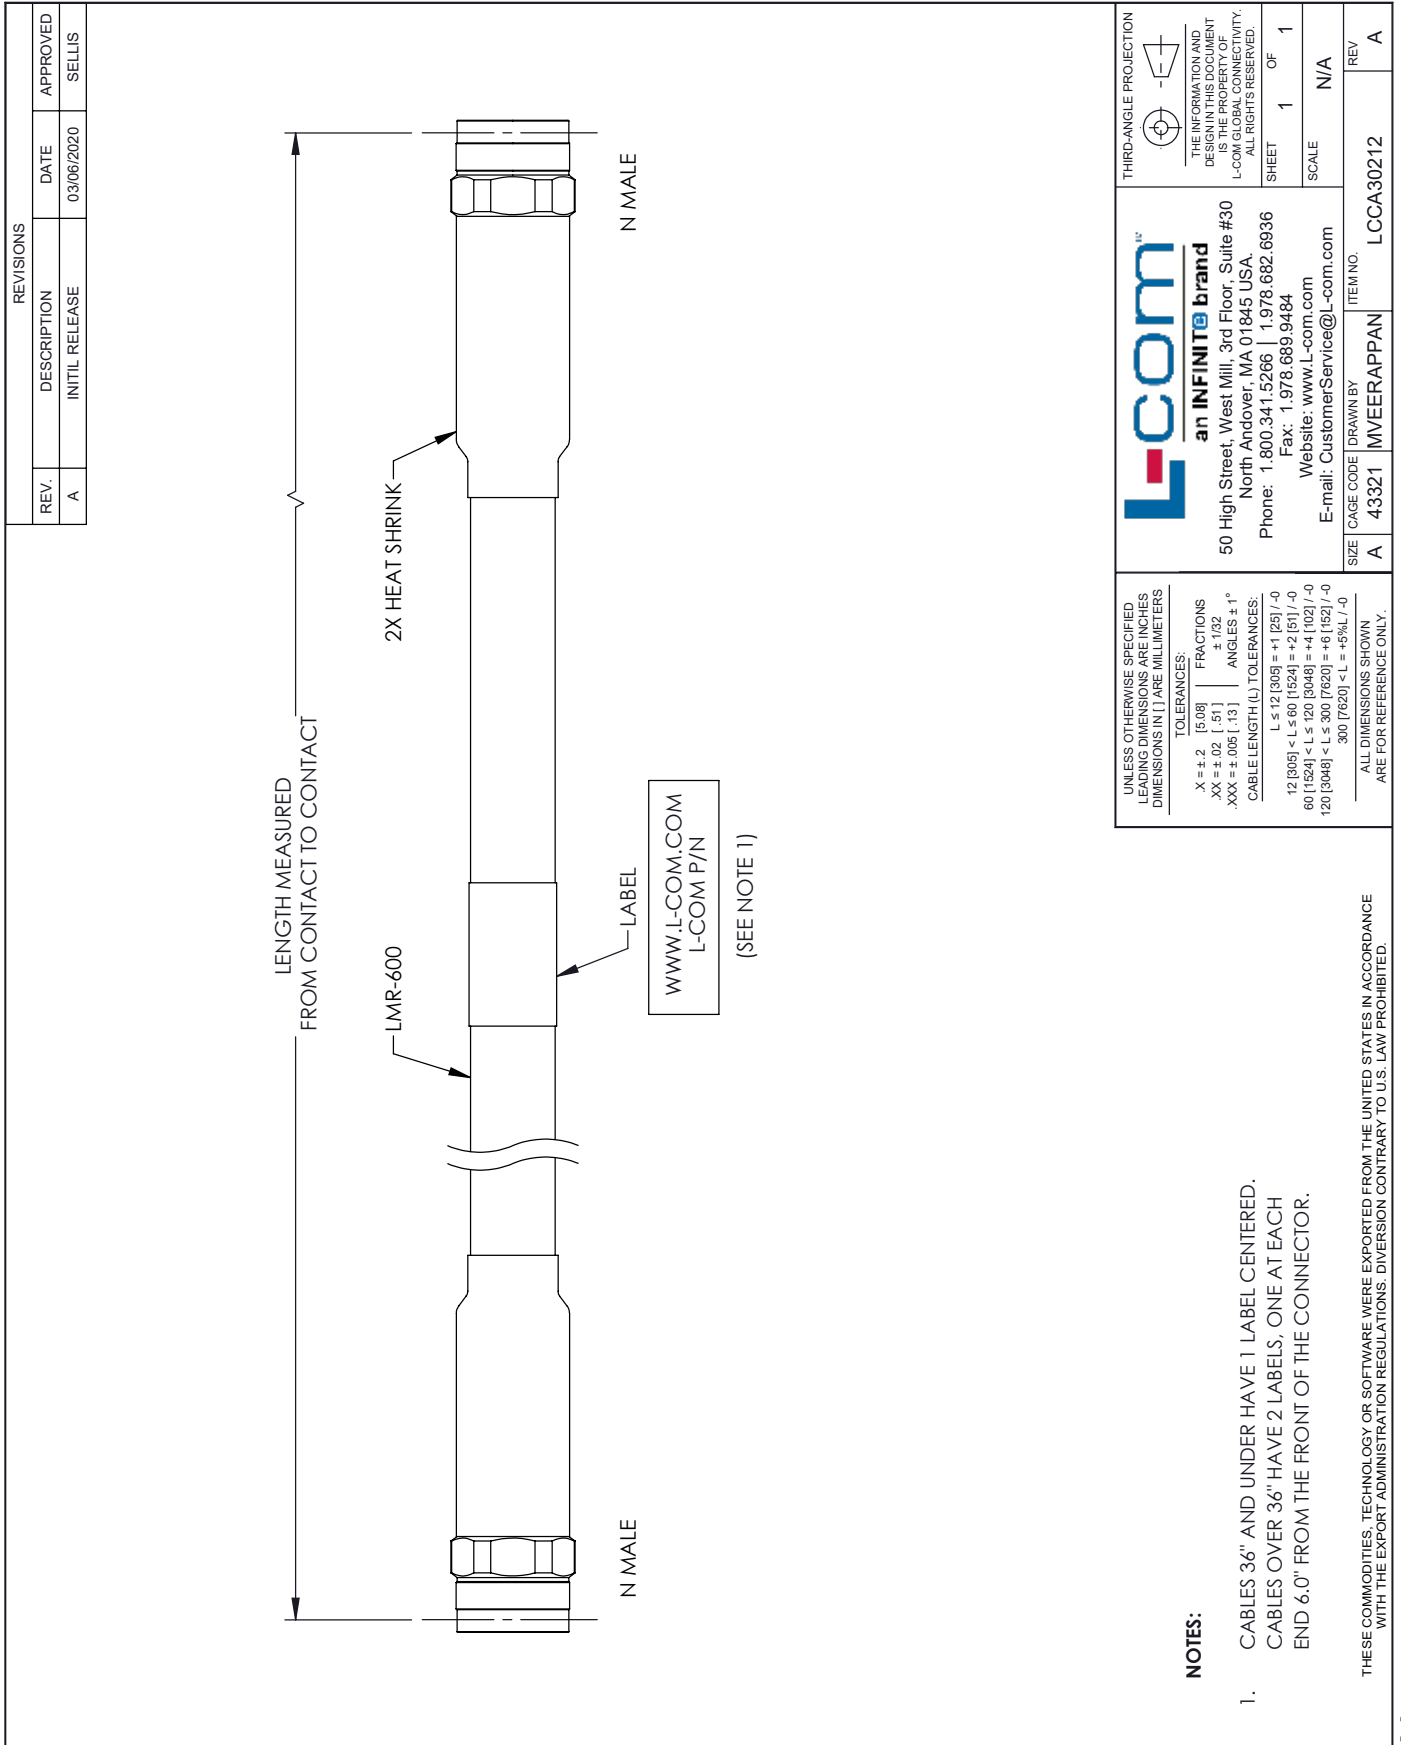 REVISIONS
REV. DESCRIPTION DATE APPROVED
A INITIL RELEASE 03/06/2020 SELLIS
LENGTH MEASURED
FROM CONTACT TO CONTACT
LMR-600
2X HEAT SHRINK
N MALE
N MALE
LABEL
WWW.L-COM.COM
L-COM P/N
(SEE NOTE 1)
NOTES:
1. CABLES 36" AND UNDER HAVE 1 LABEL CENTERED.
CABLES OVER 36" HAVE 2 LABELS, ONE AT EACH
END 6.0" FROM THE FRONT OF THE CONNECTOR.
THESE COMMODITIES, TECHNOLOGY OR SOFTWARE WERE EXPORTED FROM THE UNITED STATES IN ACCORDANCE
WITH THE EXPORT ADMINISTRATION REGULATIONS. DIVERSION CONTRARY TO U.S. LAW PROHIBITED.
UNLESS OTHERWISE SPECIFIED
LEADING DIMENSIONS ARE INCHES
DIMENSIONS IN [ ] ARE MILLIMETERS
TOLERANCES:
.X = ± .2 [5.08] FRACTIONS
.XX = ± .02 [ .51 ] ± 1/32
.XXX = ± .005 [ .13 ] ANGLES ± 1°
CABLE LENGTH (L) TOLERANCES:
L ≤ 12 [305] = +1 [25] / -0
12 [305] < L ≤ 60 [1524] = +2 [51] / -0
60 [1524] < L ≤ 120 [3048] = +4 [102] / -0
120 [3048] < L ≤ 300 [7620] = +6 [152] / -0
300 [7620] < L = +5%L / -0
ALL DIMENSIONS SHOWN
ARE FOR REFERENCE ONLY.
L-com
an INFINIT@ brand
50 High Street, West Mill, 3rd Floor, Suite #30
North Andover, MA 01845 USA.
Phone: 1.800.341.5266 | 1.978.682.6936
Fax: 1.978.689.9484
Website: www.L-com.com
E-mail: CustomerService@L-com.com
THIRD-ANGLE PROJECTION
THE INFORMATION AND
DESIGN IN THIS DOCUMENT
IS THE PROPERTY OF
L-COM GLOBAL CONNECTIVITY.
ALL RIGHTS RESERVED.
SHEET 1 OF 1
SCALE N/A
SIZE A
CAGE CODE 43321
DRAWN BY MVEERAPPAN
ITEM NO. LCCA30212
REV A